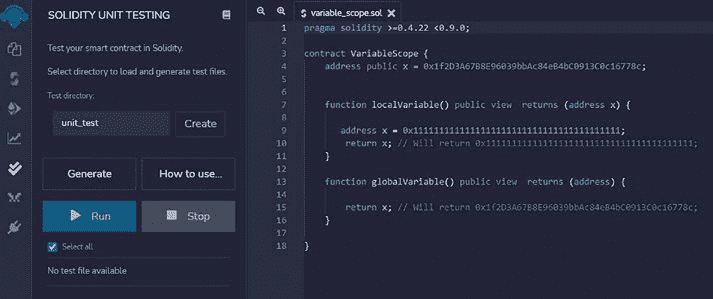 SOLIDITY UNIT TESTING
Test your smart contract in Solidity.
Select directory to load and generate test files.
Test directory:
unit_test
Create
Generate
How to use...
Run
Stop
Select all
No test file available
variable_scope.sol
1 pragma solidity >=0.4.22 <0.9.0;
2
3 contract VariableScope {
4 address public x = 0x1f2D3A67B8E96039bbAc84eB4bC0913C0c16778c;
5
6
7 function localVariable() public view returns (address x) {
8
9 address x = 0x1111111111111111111111111111111111111111;
10 return x; // Will return 0x1111111111111111111111111111111111111111;
11 }
12
13 function globalVariable() public view returns (address) {
14
15 return x; // Will return 0x1f2D3A67B8E96039bbAc84eB4bC0913C0c16778c;
16 }
17
18 }